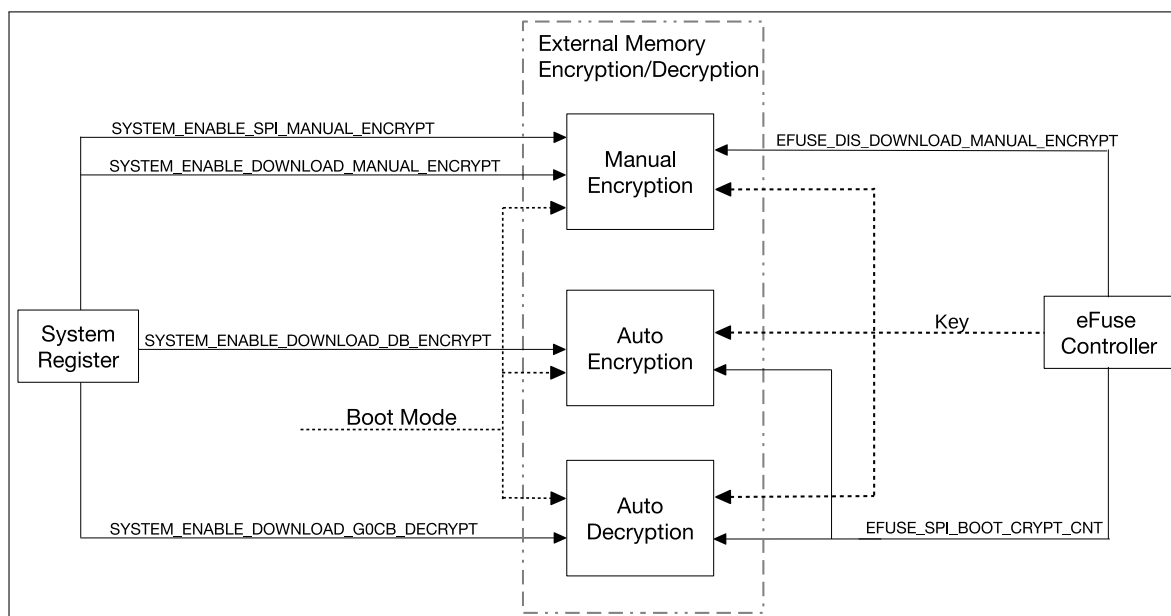 External Memory
Encryption/Decryption
SYSTEM_ENABLE_SPI_MANUAL_ENCRYPT
EFUSE_DIS_DOWNLOAD_MANUAL_ENCRYPT
SYSTEM_ENABLE_DOWNLOAD_MANUAL_ENCRYPT
Manual
Encryption
System
Register
SYSTEM_ENABLE_DOWNLOAD_DB_ENCRYPT
Auto
Encryption
Key
eFuse
Controller
Boot Mode
Auto
Decryption
SYSTEM_ENABLE_DOWNLOAD_G0CB_DECRYPT
EFUSE_SPI_BOOT_CRYPT_CNT